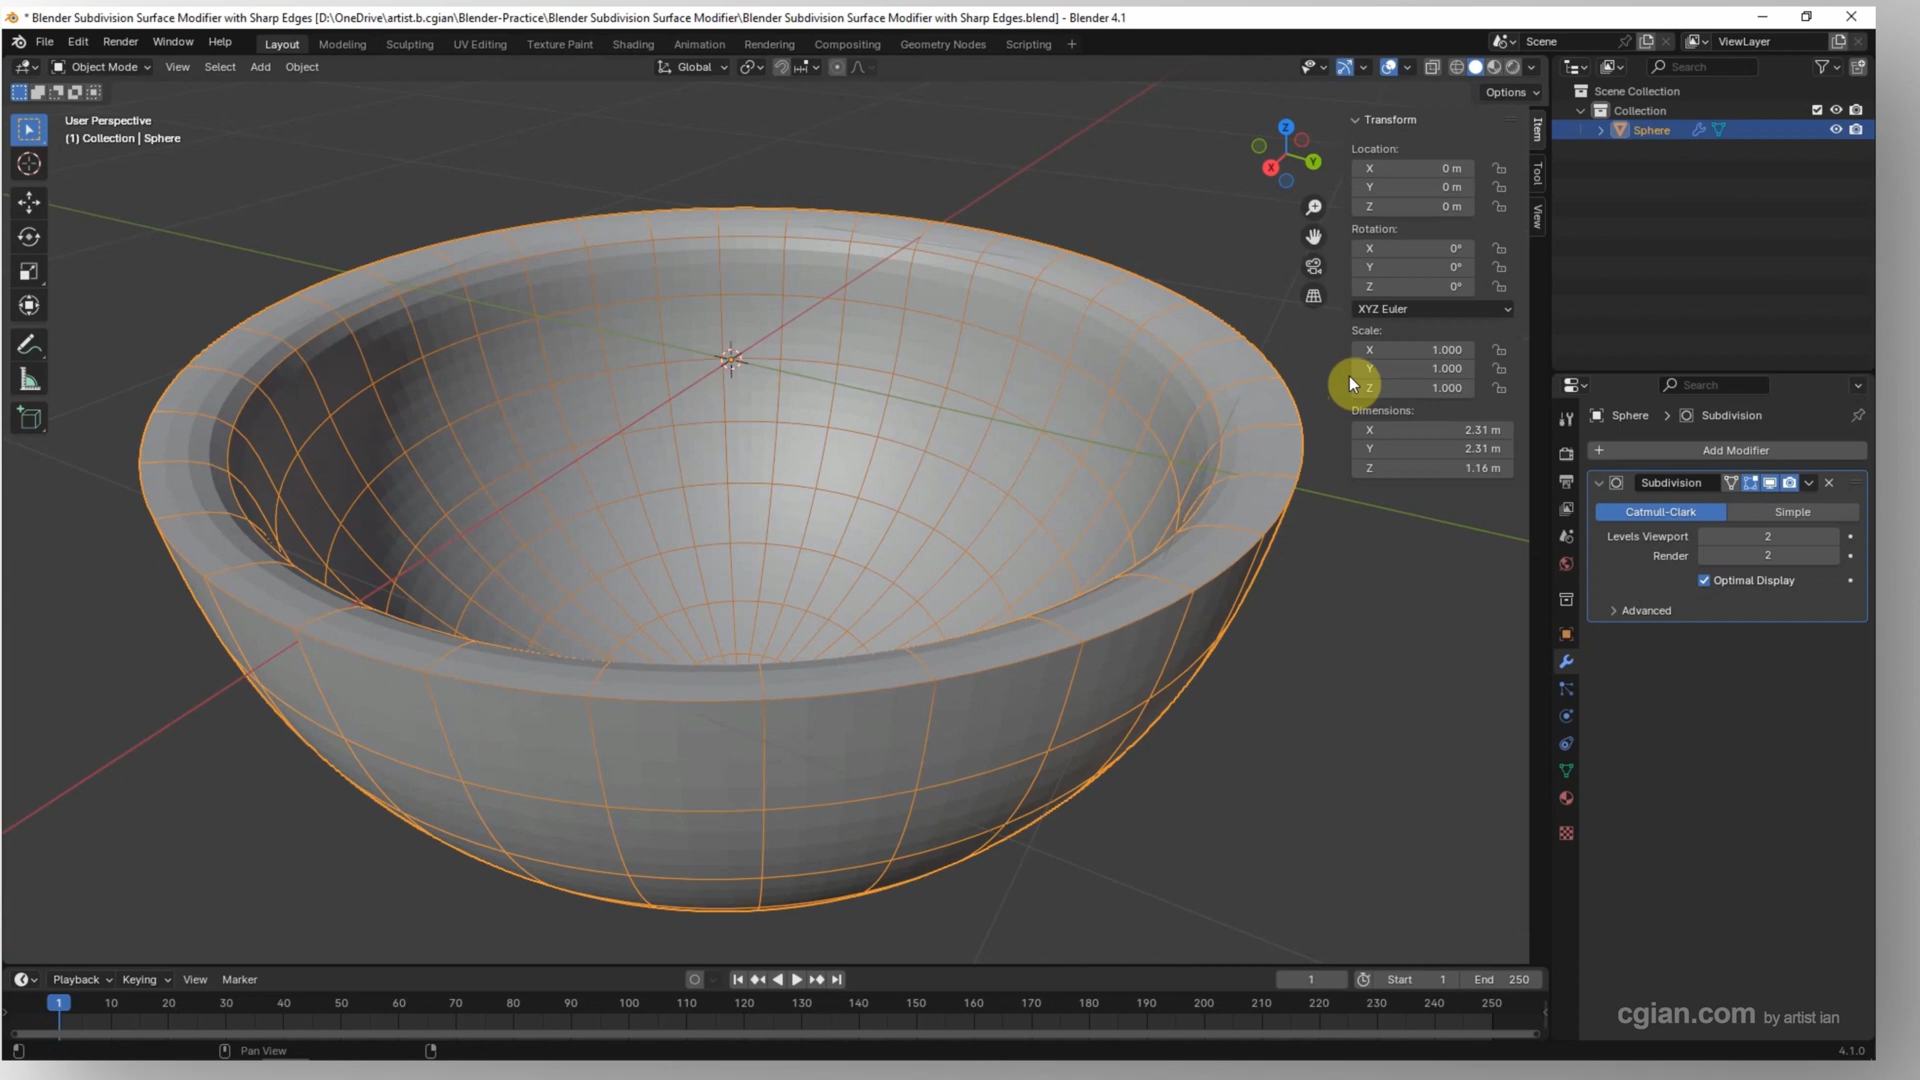 * Blender Subdivision Surface Modifier with Sharp Edges [D:\OneDrive\artist.b.cgian\Blender-Practice\Blender Subdivision Surface Modifier\Blender Subdivision Surface Modifier with Sharp Edges.blend] - Blender 4.1
File Edit Render Window Help Layout Modeling Sculpting UV Editing Texture Paint Shading Animation Rendering Compositing Geometry Nodes Scripting + Scene ViewLayer
Object Mode View Select Add Object Global Search
Options
Scene Collection
Collection
Sphere
User Perspective
(1) Collection | Sphere
Z
Y
X
Item
Tool
View
Transform
Location:
X 0 m
Y 0 m
Z 0 m
Rotation:
X 0°
Y 0°
Z 0°
XYZ Euler
Scale:
X 1.000
Y 1.000
Z 1.000
Dimensions:
X 2.31 m
Y 2.31 m
Z 1.16 m
Search
Sphere > Subdivision
+ Add Modifier
Subdivision
Catmull-Clark Simple
Levels Viewport 2
Render 2
Optimal Display
Advanced
Playback Keying View Marker 1 Start 1 End 250
1 10 20 30 40 50 60 70 80 90 100 110 120 130 140 150 160 170 180 190 200 210 220 230 240 250
cgian.com by artist ian
Pan View 4.1.0